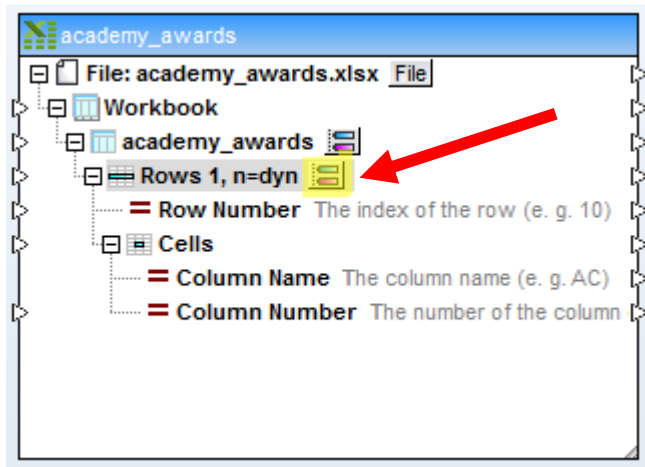 academy_awards
File: academy_awards.xlsx File
Workbook
academy_awards
Rows 1, n=dyn
Row Number The index of the row (e. g. 10)
Cells
Column Name The column name (e. g. AC)
Column Number The number of the column